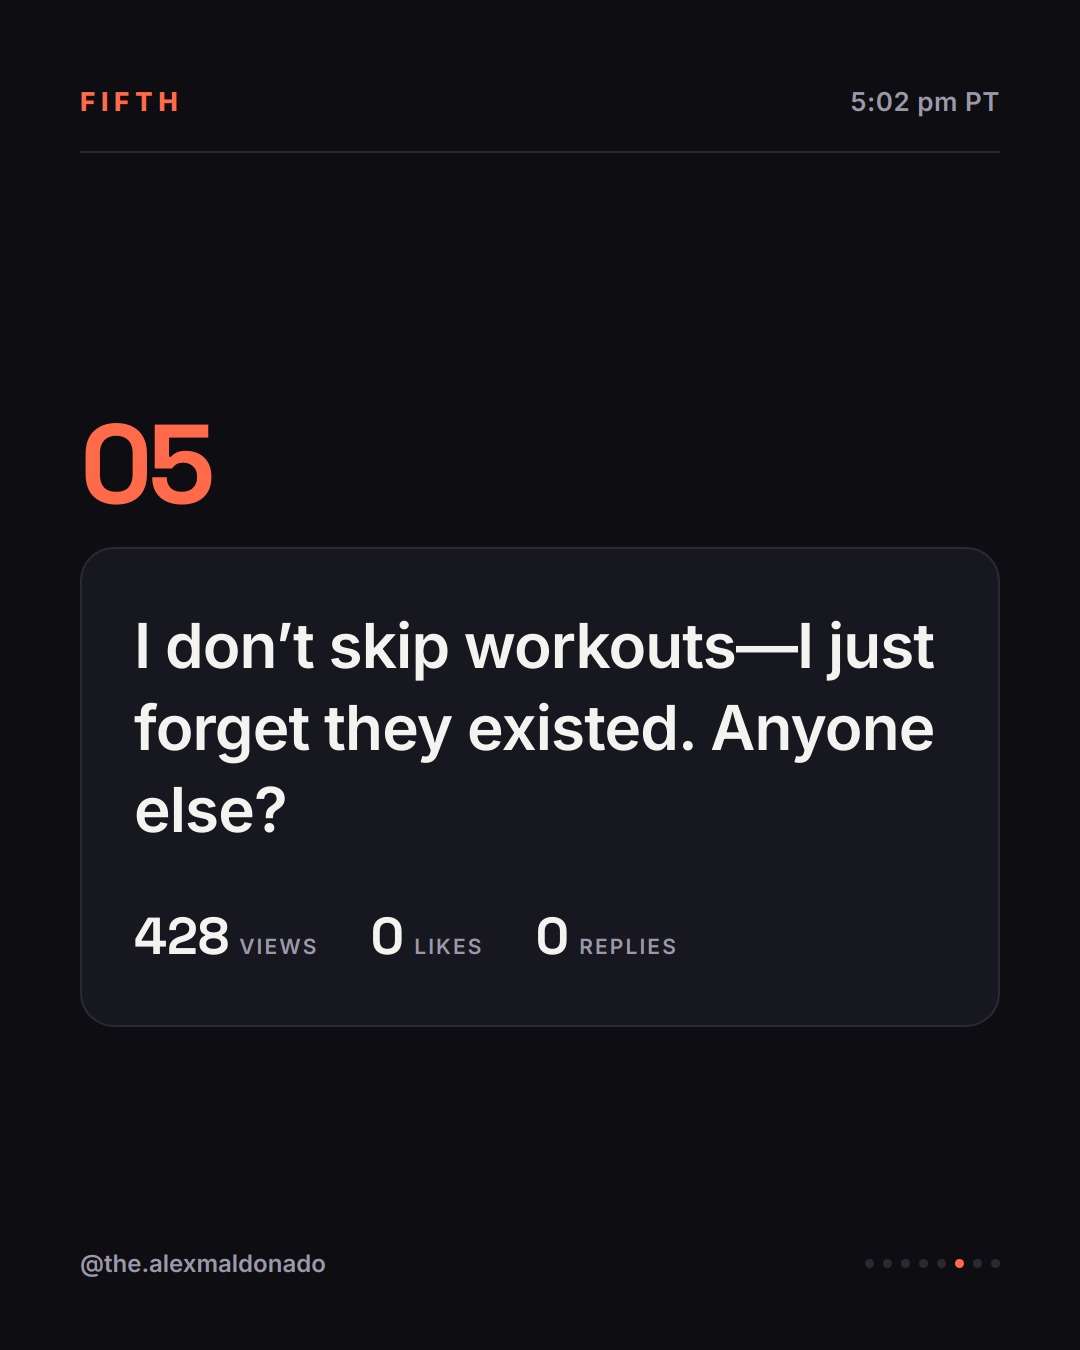 FIFTH
5:02 pm PT
05
I don’t skip workouts—I just
forget they existed. Anyone
else?
428 VIEWS 0 LIKES 0 REPLIES
@the.alexmaldonado